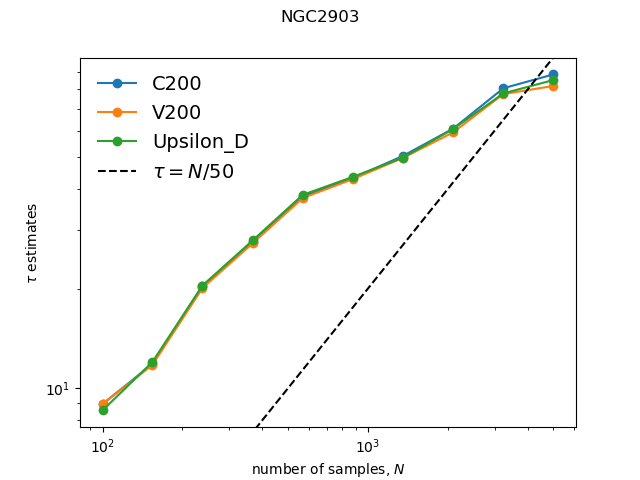 NGC2903
C200
V200
Upsilon_D
τ = N/50
τ estimates
10¹
10² 10³
number of samples, N